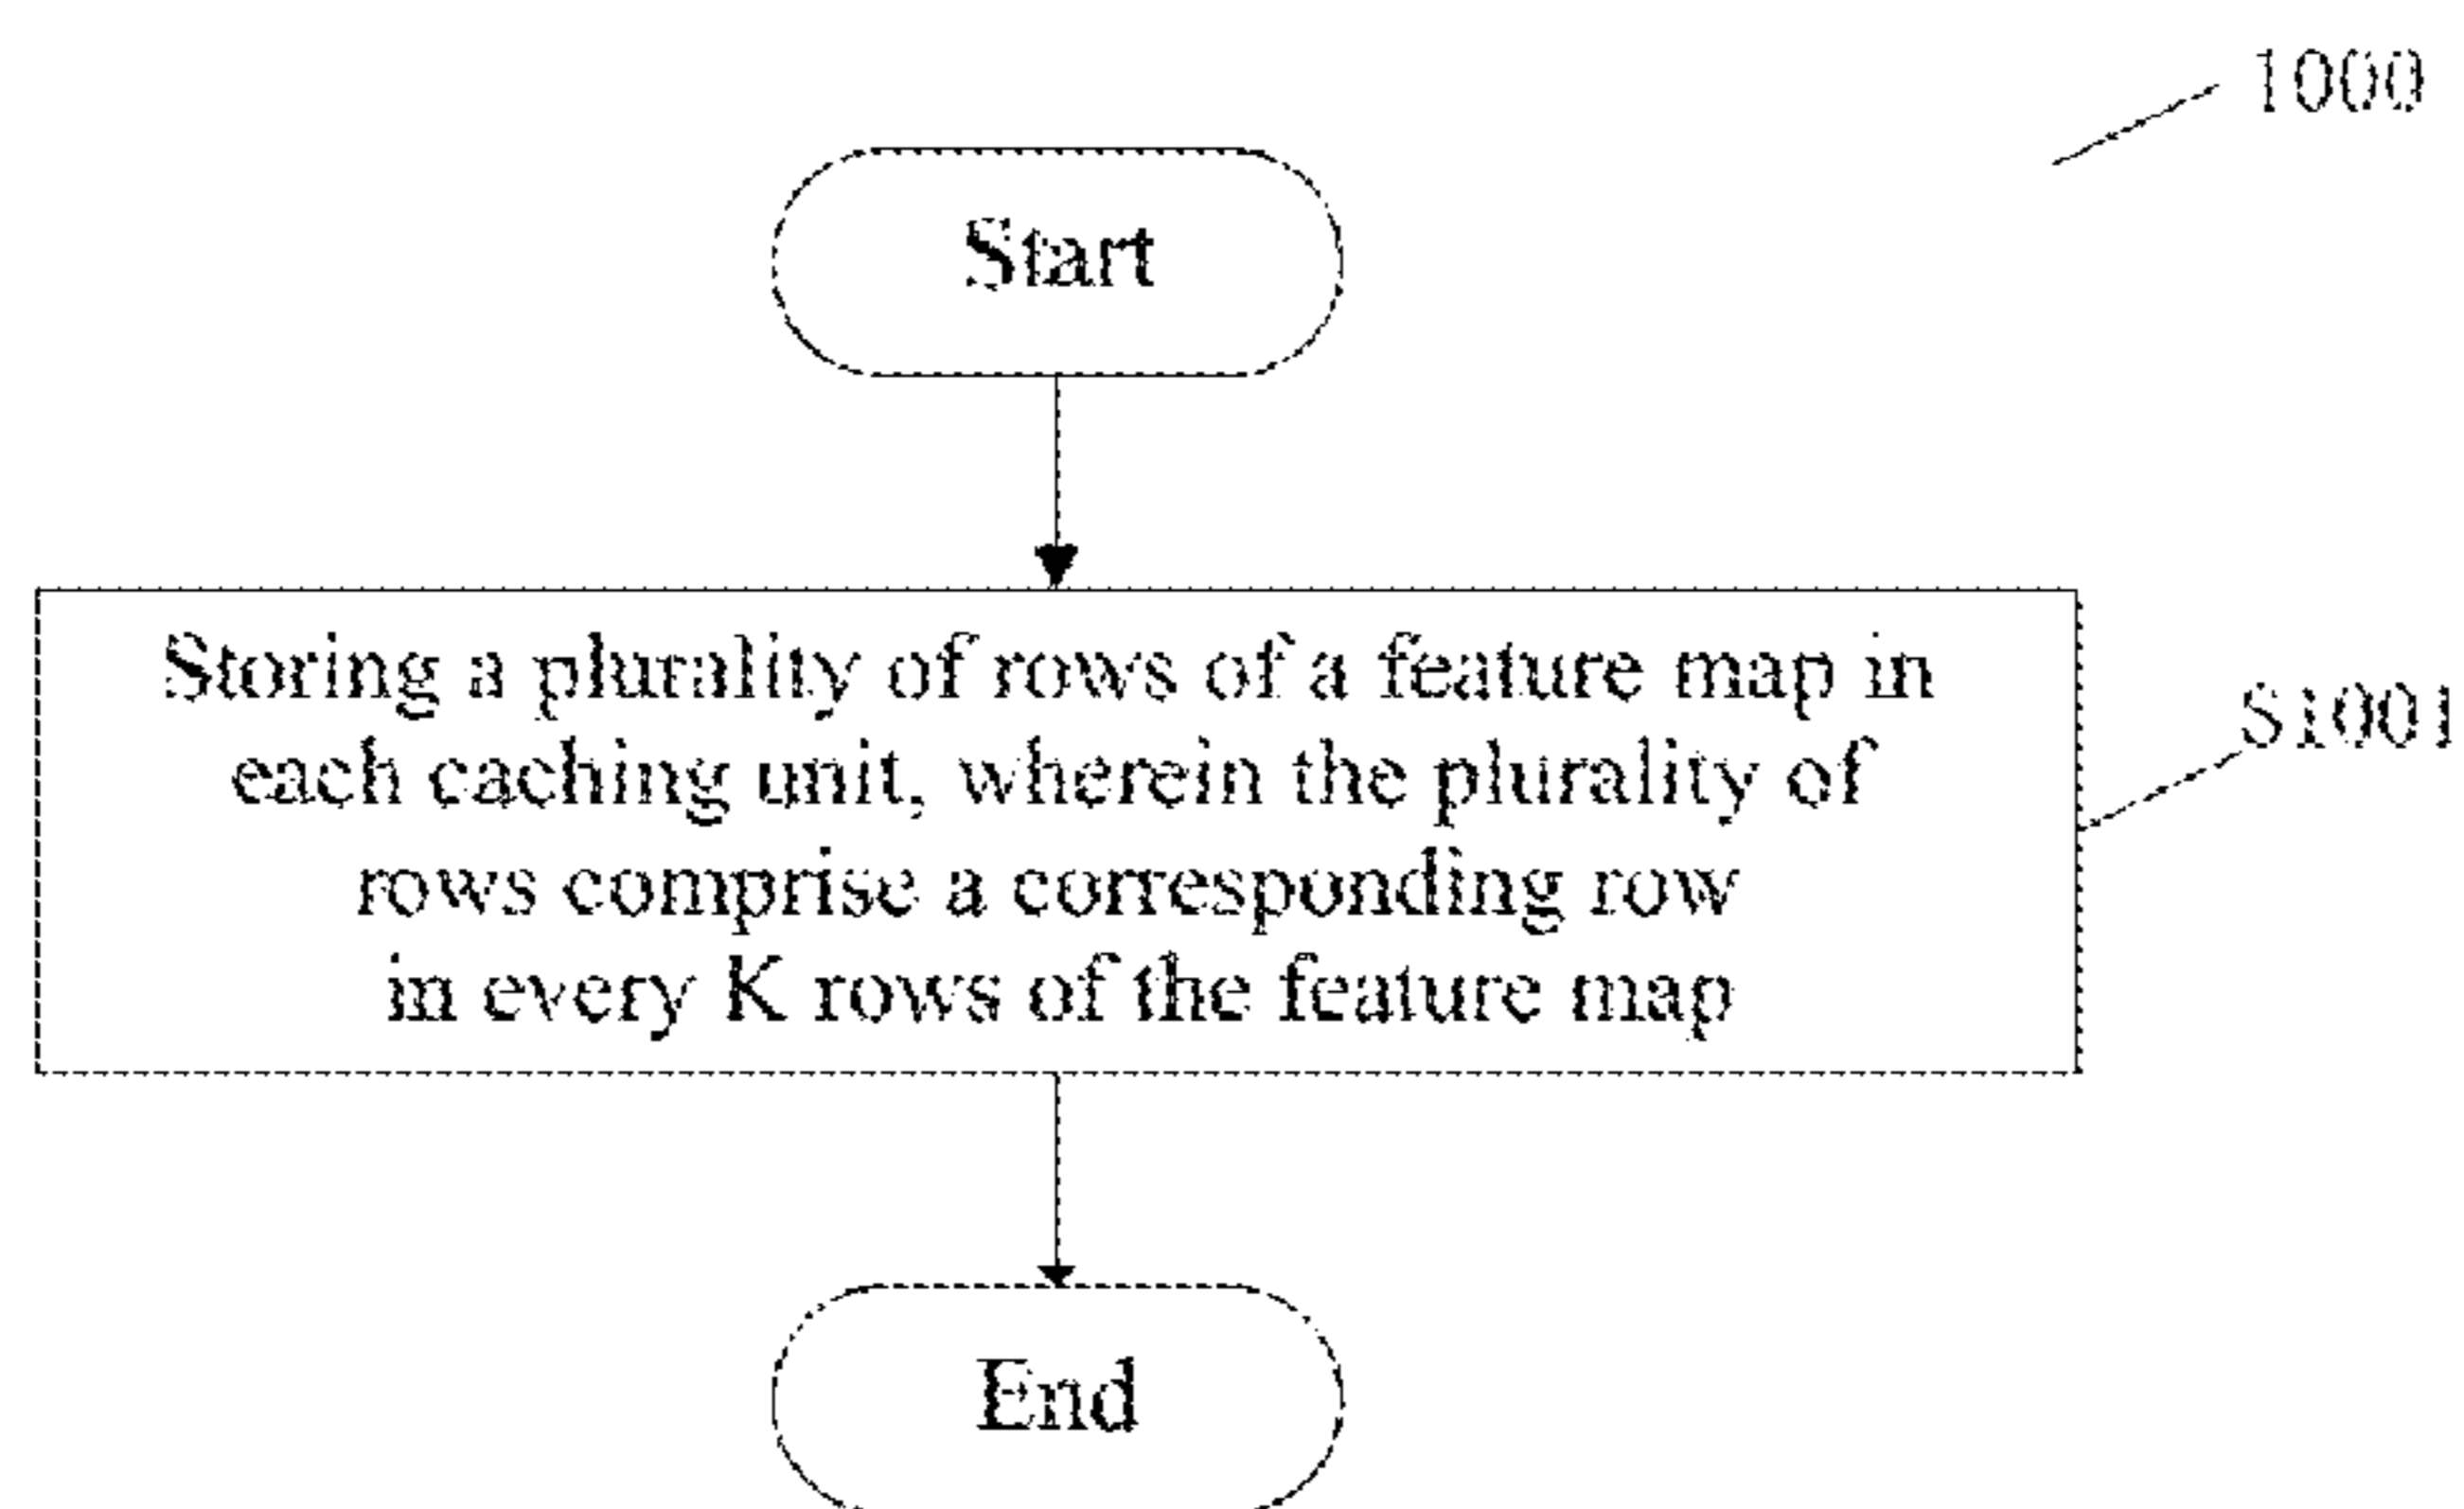 1000
Start
Storing a plurality of rows of a feature map in
each caching unit, wherein the plurality of
rows comprise a corresponding row
in every K rows of the feature map
S1001
End